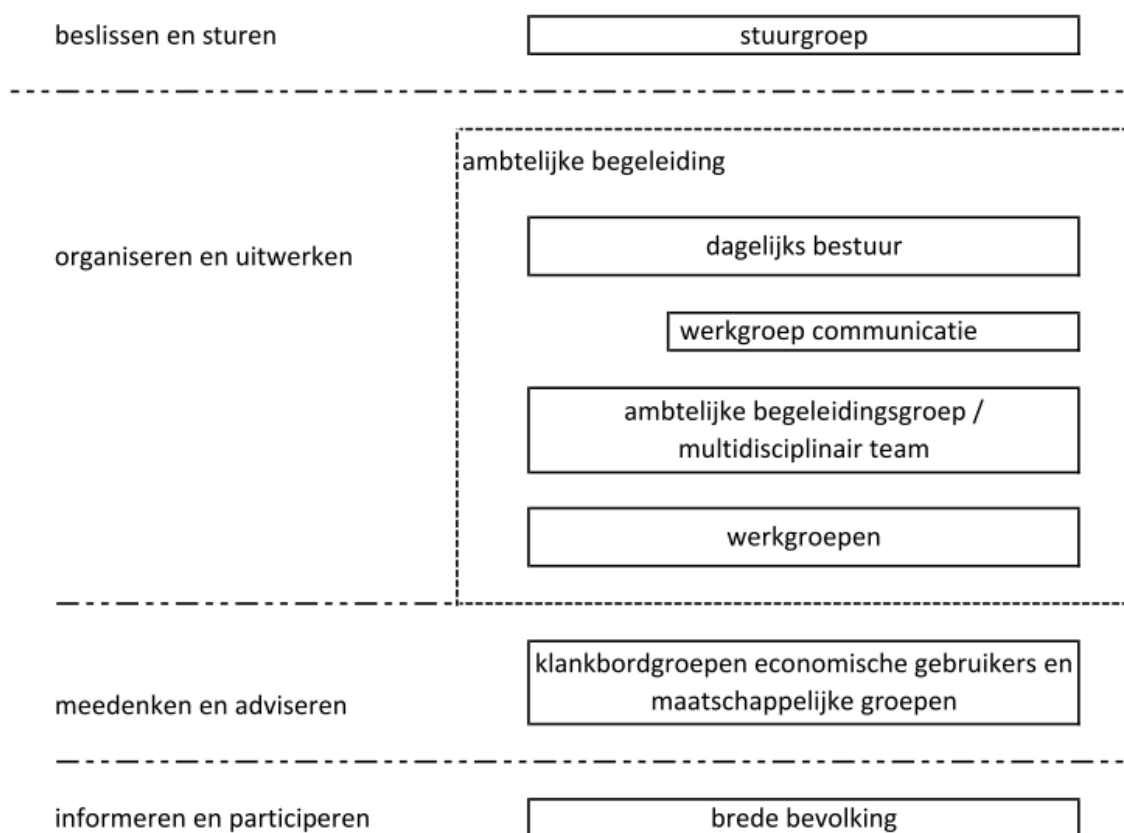 beslissen en sturen
stuurgroep
ambtelijke begeleiding
organiseren en uitwerken
dagelijks bestuur
werkgroep communicatie
ambtelijke begeleidingsgroep /
multidisciplinair team
werkgroepen
meedenken en adviseren
klankbordgroepen economische gebruikers en
maatschappelijke groepen
informeren en participeren
brede bevolking